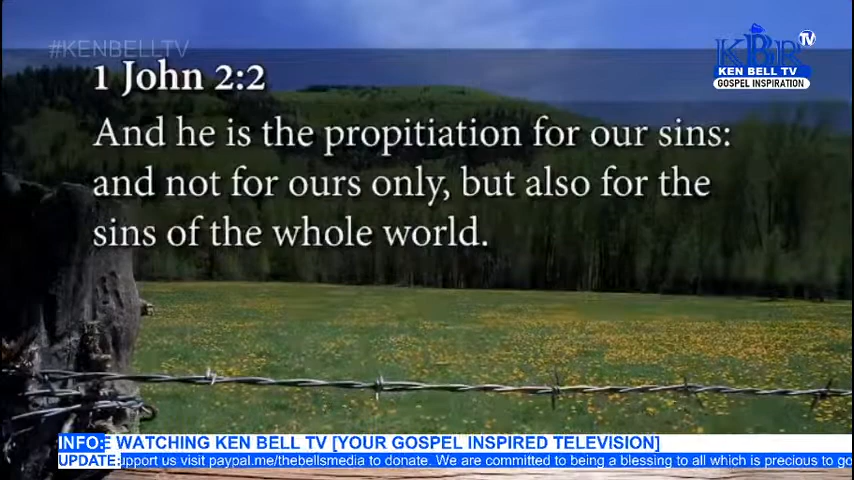 #KENBELLTV
KBR TV
KEN BELL TV
GOSPEL INSPIRATION
1 John 2:2
And he is the propitiation for our sins:
and not for ours only, but also for the
sins of the whole world.
INFO: E WATCHING KEN BELL TV [YOUR GOSPEL INSPIRED TELEVISION]
UPDATE: upport us visit paypal.me/thebellsmedia to donate. We are committed to being a blessing to all which is precious to go